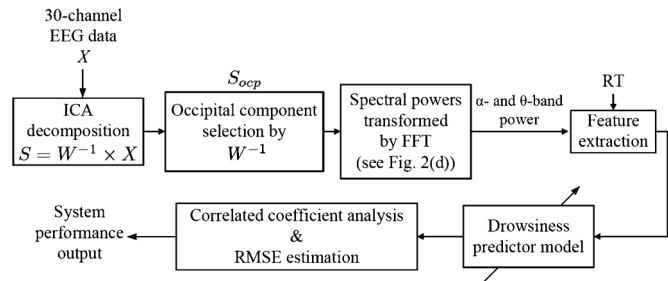 30-channel
EEG data
X
ICA
decomposition
S = W⁻¹ × X
S_ocp
Occipital component
selection by
W⁻¹
Spectral powers
transformed
by FFT
(see Fig. 2(d))
α- and θ-band
power
RT
Feature
extraction
Drowsiness
predictor model
Correlated coefficient analysis
&
RMSE estimation
System
performance
output